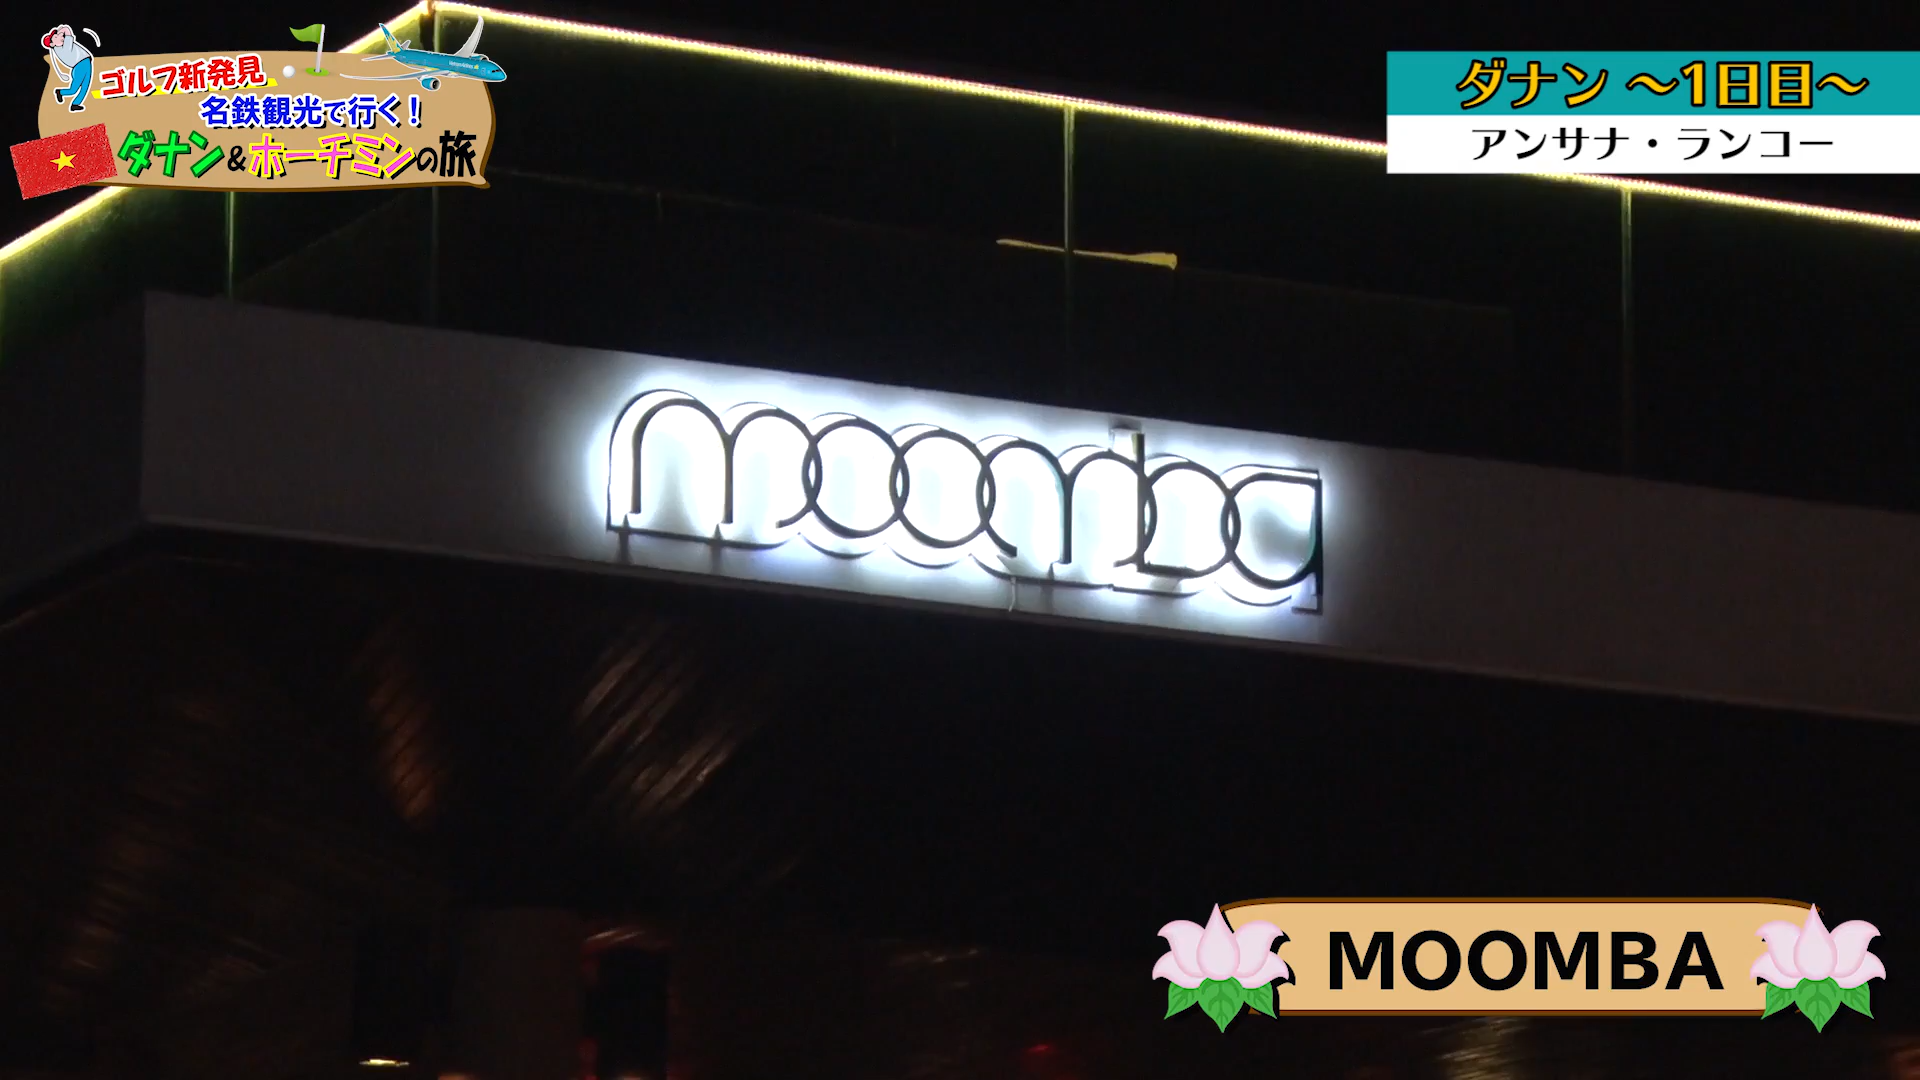 ゴルフ新発見
名鉄観光で行く！
ダナン&ホーチミンの旅
ダナン ～1日目～
アンサナ・ランコー
moomba
MOOMBA